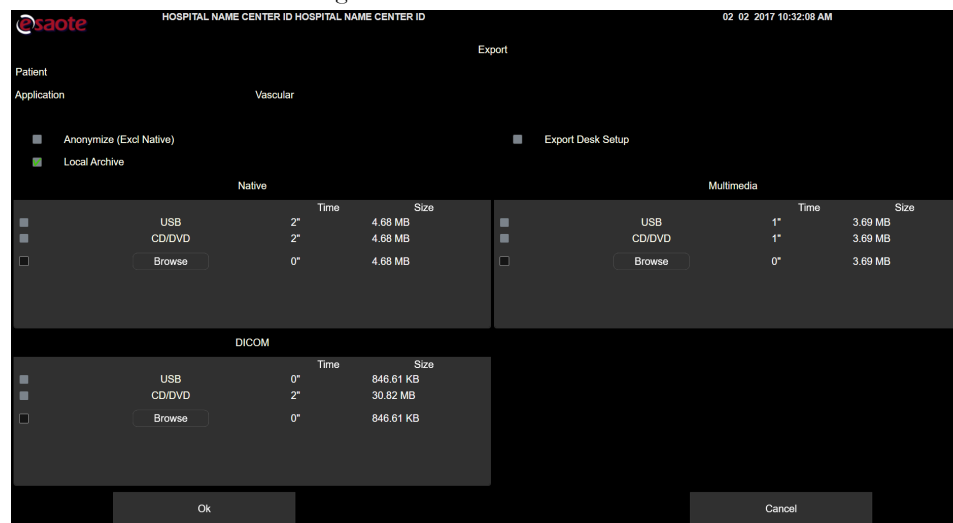 esaote
HOSPITAL NAME CENTER ID HOSPITAL NAME CENTER ID
02 02 2017 10:32:08 AM
Export
Patient
Application Vascular
Anonymize (Excl Native)
Export Desk Setup
Local Archive
Native
Time Size
USB 2" 4.68 MB
CD/DVD 2" 4.68 MB
Browse 0" 4.68 MB
Multimedia
Time Size
USB 1" 3.69 MB
CD/DVD 1" 3.69 MB
Browse 0" 3.69 MB
DICOM
Time Size
USB 0" 846.61 KB
CD/DVD 2" 30.82 MB
Browse 0" 846.61 KB
Ok
Cancel